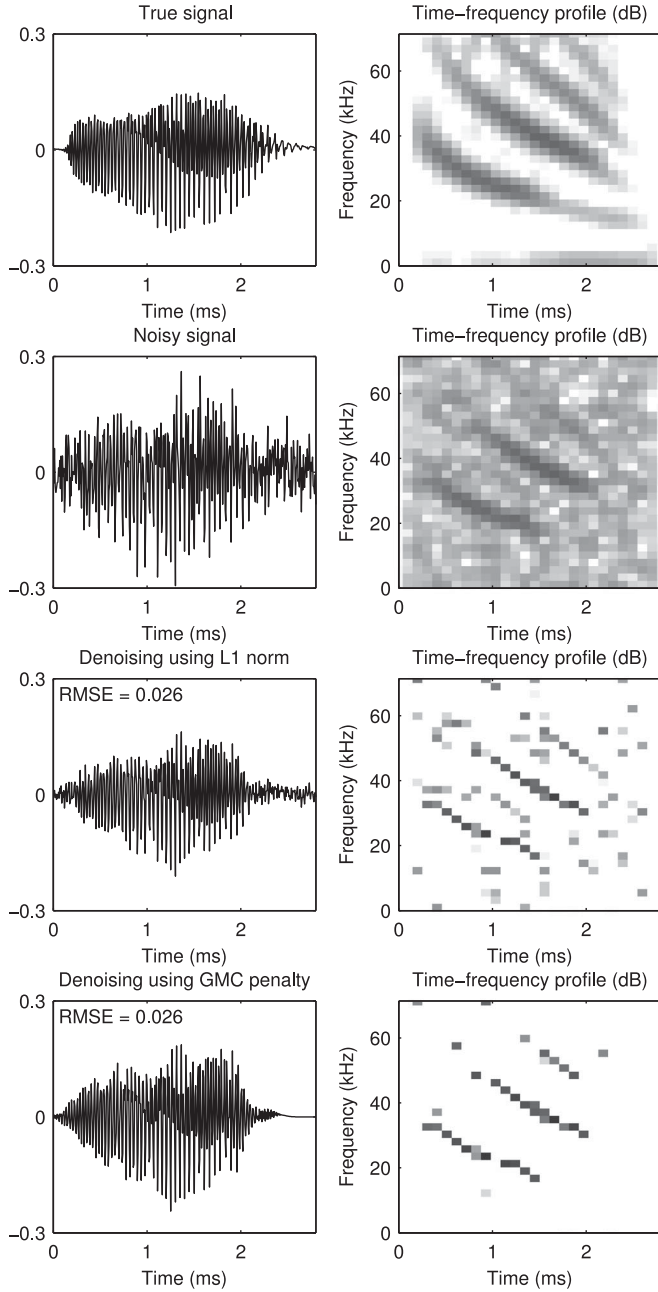 True signal
0.3
0
−0.3
0
1
2
Time (ms)
Time−frequency profile (dB)
Frequency (kHz)
60
40
20
0
0
1
2
Time (ms)
Noisy signal
0.3
0
−0.3
0
1
2
Time (ms)
Time−frequency profile (dB)
Frequency (kHz)
60
40
20
0
0
1
2
Time (ms)
Denoising using L1 norm
RMSE = 0.026
0.3
0
−0.3
0
1
2
Time (ms)
Time−frequency profile (dB)
Frequency (kHz)
60
40
20
0
0
1
2
Time (ms)
Denoising using GMC penalty
RMSE = 0.026
0.3
0
−0.3
0
1
2
Time (ms)
Time−frequency profile (dB)
Frequency (kHz)
60
40
20
0
0
1
2
Time (ms)